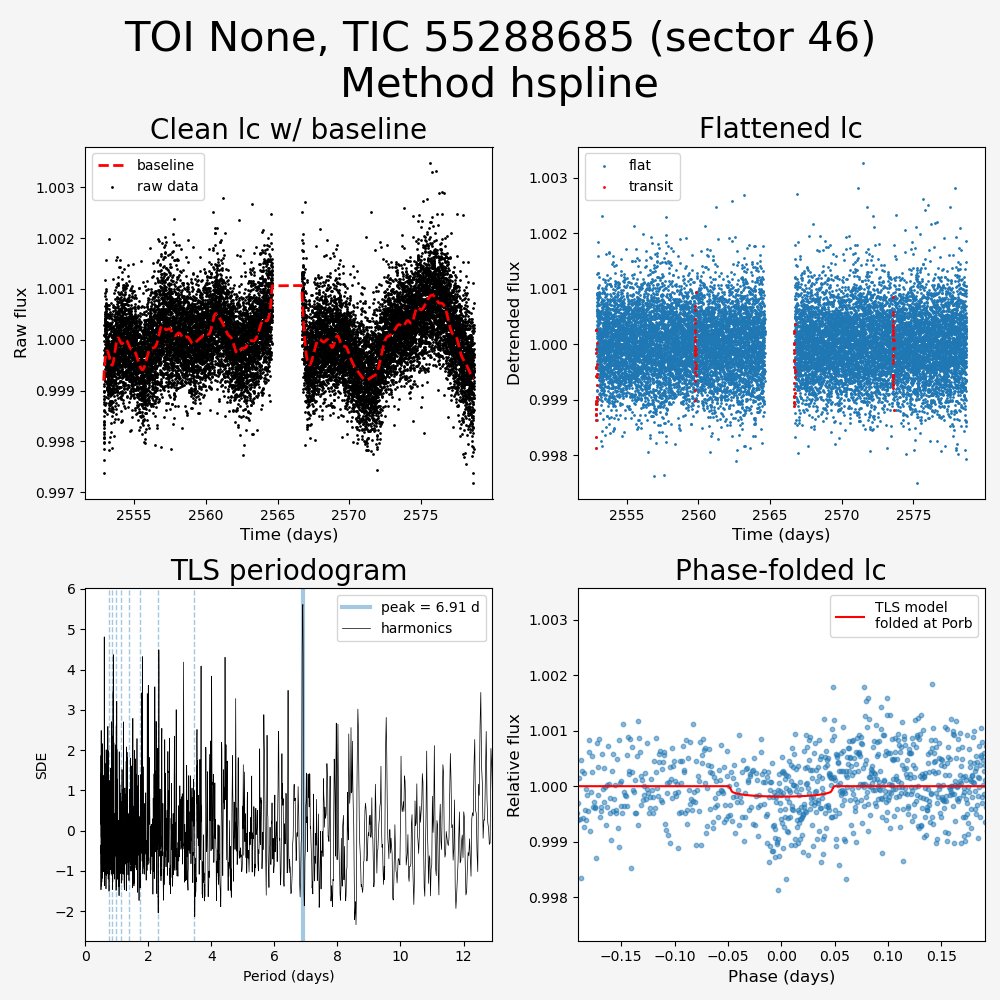 TOI None, TIC 55288685 (sector 46)
Method hspline
Clean lc w/ baseline
baseline
raw data
1.003
1.002
1.001
1.000
0.999
0.998
0.997
Raw flux
2555
2560
2565
2570
2575
Time (days)
Flattened lc
flat
transit
1.003
1.002
1.001
1.000
0.999
0.998
Detrended flux
2555
2560
2565
2570
2575
Time (days)
TLS periodogram
peak = 6.91 d
harmonics
6
5
4
3
2
1
0
−1
−2
SDE
0
2
4
6
8
10
12
Period (days)
Phase-folded lc
TLS model
folded at Porb
1.003
1.002
1.001
1.000
0.999
0.998
Relative flux
−0.15
−0.10
−0.05
0.00
0.05
0.10
0.15
Phase (days)